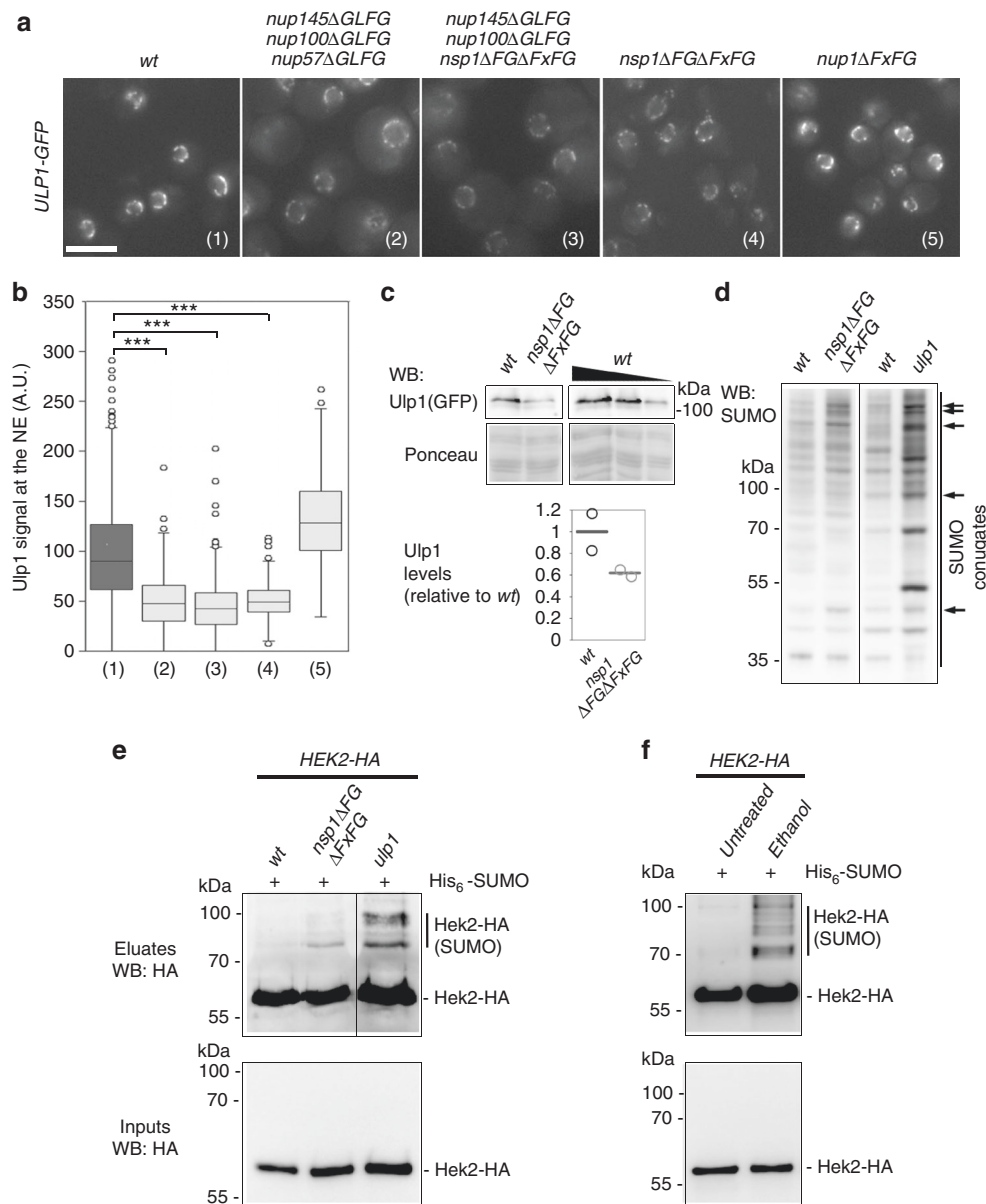 a
wt
nup145ΔGLFG
nup100ΔGLFG
nup57ΔGLFG
nup145ΔGLFG
nup100ΔGLFG
nsp1ΔFGΔFxFG
nsp1ΔFGΔFxFG
nup1ΔFxFG
ULP1-GFP
(1)
(2)
(3)
(4)
(5)
b
Ulp1 signal at the NE (A.U.)
350
300
250
200
150
100
50
0
***
***
***
(1)
(2)
(3)
(4)
(5)
c
wt
nsp1ΔFG
ΔFxFG
wt
WB:
Ulp1(GFP)
kDa
-100
Ponceau
Ulp1
levels
(relative to wt)
1.2
1
0.8
0.6
0.4
0.2
0
wt
nsp1
ΔFGΔFxFG
d
wt
nsp1ΔFG
ΔFxFG
wt
ulp1
WB:
SUMO
kDa
100 -
70 -
55 -
35 -
SUMO
conuates
e
HEK2-HA
wt
nsp1ΔFG
ΔFxFG
ulp1
+ + + His6-SUMO
kDa
100 -
70 -
55 -
Eluates
WB: HA
Hek2-HA
(SUMO)
- Hek2-HA
kDa
100 -
70 -
55 -
Inputs
WB: HA
- Hek2-HA
f
HEK2-HA
Untreated
Ethanol
kDa + + His6-SUMO
100 -
70 -
55 -
Hek2-HA
(SUMO)
- Hek2-HA
kDa
100 -
70 -
55 -
- Hek2-HA